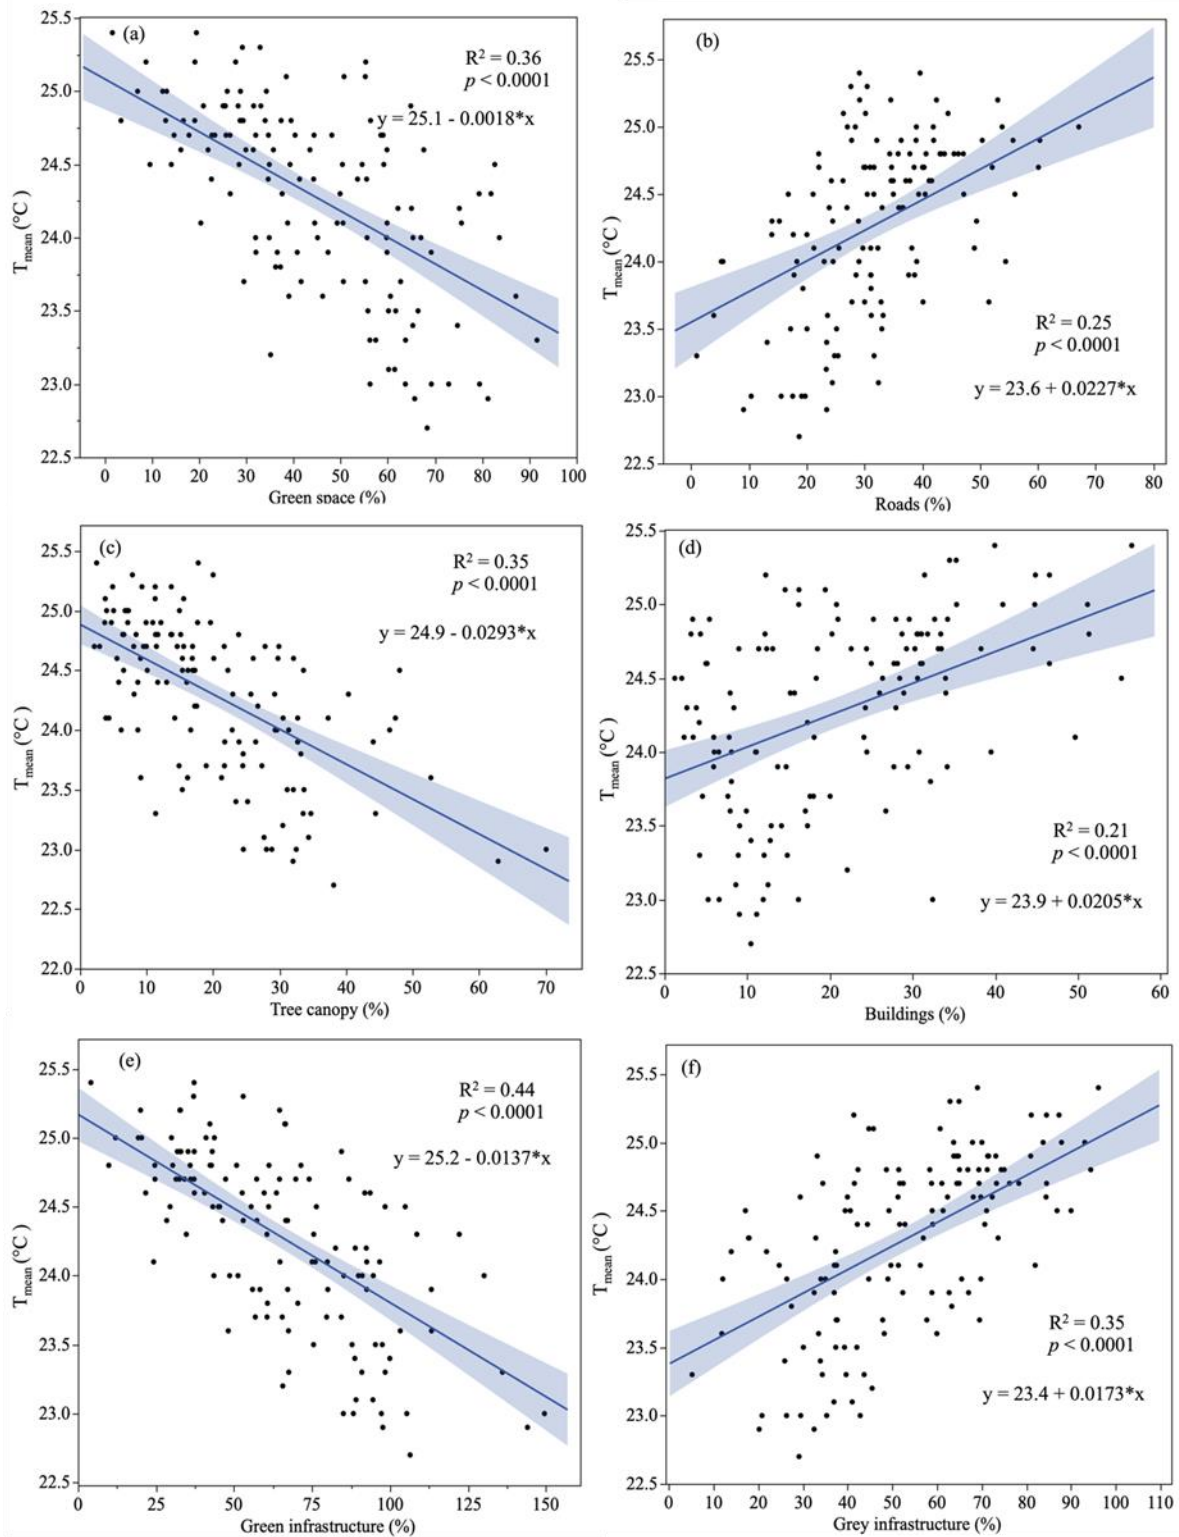 (a)
R² = 0.36
p < 0.0001
y = 25.1 - 0.0018*x
25.5
25.0
24.5
24.0
23.5
23.0
22.5
Tmean (°C)
0 10 20 30 40 50 60 70 80 90 100
Green space (%)
(b)
25.5
25.0
24.5
24.0
23.5
23.0
22.5
Tmean (°C)
R² = 0.25
p < 0.0001
y = 23.6 + 0.0227*x
0 10 20 30 40 50 60 70 80
Roads (%)
(c)
R² = 0.35
p < 0.0001
y = 24.9 - 0.0293*x
25.5
25.0
24.5
24.0
23.5
23.0
22.5
22.0
Tmean (°C)
0 10 20 30 40 50 60 70
Tree canopy (%)
(d)
25.5
25.0
24.5
24.0
23.5
23.0
22.5
Tmean (°C)
R² = 0.21
p < 0.0001
y = 23.9 + 0.0205*x
0 10 20 30 40 50 60
Buildings (%)
(e)
R² = 0.44
p < 0.0001
y = 25.2 - 0.0137*x
25.5
25.0
24.5
24.0
23.5
23.0
22.5
Tmean (°C)
0 25 50 75 100 125 150
Green infrastructure (%)
(f)
25.5
25.0
24.5
24.0
23.5
23.0
22.5
Tmean (°C)
R² = 0.35
p < 0.0001
y = 23.4 + 0.0173*x
0 10 20 30 40 50 60 70 80 90 100 110
Grey infrastructure (%)